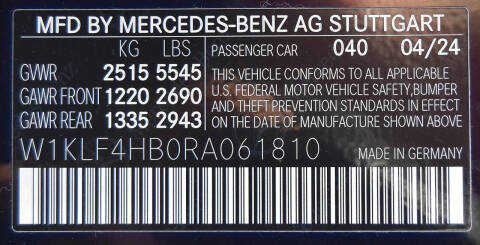 MFD BY MERCEDES-BENZ AG STUTTGART
KG LBS
PASSENGER CAR 040 04/24
GVWR 2515 5545
GAWR FRONT 1220 2690
GAWR REAR 1335 2943
THIS VEHICLE CONFORMS TO ALL APPLICABLE
U.S. FEDERAL MOTOR VEHICLE SAFETY,BUMPER
AND THEFT PREVENTION STANDARDS IN EFFECT
ON THE DATE OF MANUFACTURE SHOWN ABOVE
W1KLF4HB0RA061810
MADE IN GERMANY